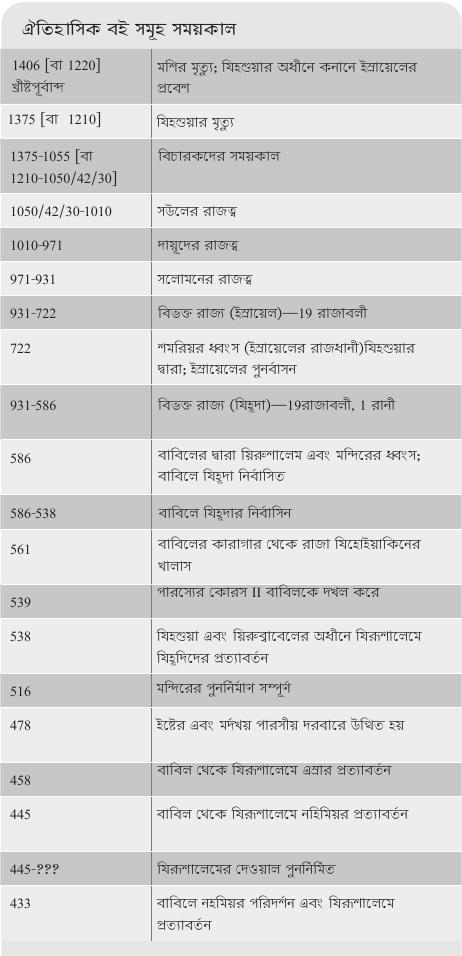 ঐতিহাসিক বই সমূহ সময়কাল
1406 [বা 1220]
খ্রীষ্টপূর্বাব্দ
মশির মৃত্যু; যিহশুয়ার অধীনে কনানে ইস্রায়েলের
প্রবেশ
1375 [বা 1210]
যিহশুয়ার মৃত্যু
1375-1055 [বা
1210-1050/42/30]
বিচারকদের সময়কাল
1050/42/30-1010
সউলের রাজত্ব
1010-971
দায়ূদের রাজত্ব
971-931
সলোমনের রাজত্ব
931-722
বিভক্ত রাজ্য (ইস্রায়েল)—19 রাজাবলী
722
শমরিয়র ধ্বংস (ইস্রায়েলের রাজধানী)যিহশুয়ার
দ্বারা; ইস্রায়েলের পুনর্বাসন
931-586
বিভক্ত রাজ্য (যিহূদা)—19রাজাবলী, 1 রানী
586
বাবিলের দ্বারা য়িরুশালেম এবং মন্দিরের ধ্বংস;
বাবিলে যিহূদা নির্বাসিত
586-538
বাবিলে যিহূদার নির্বাসিন
561
বাবিলের কারাগার থেকে রাজা যিহোইয়াকিনের
খালাস
539
পারস্যের কোরস II বাবিলকে দখল করে
538
যিহশুয়া এবং য়িরুব্বাবেলের অধীনে যিরূশালেমে
যিহূদিদের প্রত্যাবর্তন
516
মন্দিরের পুনর্নির্মাণ সম্পূর্ণ
478
ইষ্টের এবং মর্দখয় পারসীয় দরবারে উত্থিত হয়
458
বাবিল থেকে যিরূশালেমে এস্রার প্রত্যাবর্তন
445
বাবিল থেকে যিরূশালেমে নহিমিয়র প্রত্যাবর্তন
445-???
যিরূশালেমের দেওয়াল পুনর্নির্মিত
433
বাবিলে নহমিয়র পরিদর্শন এবং যিরূশালেমে
প্রত্যাবর্তন